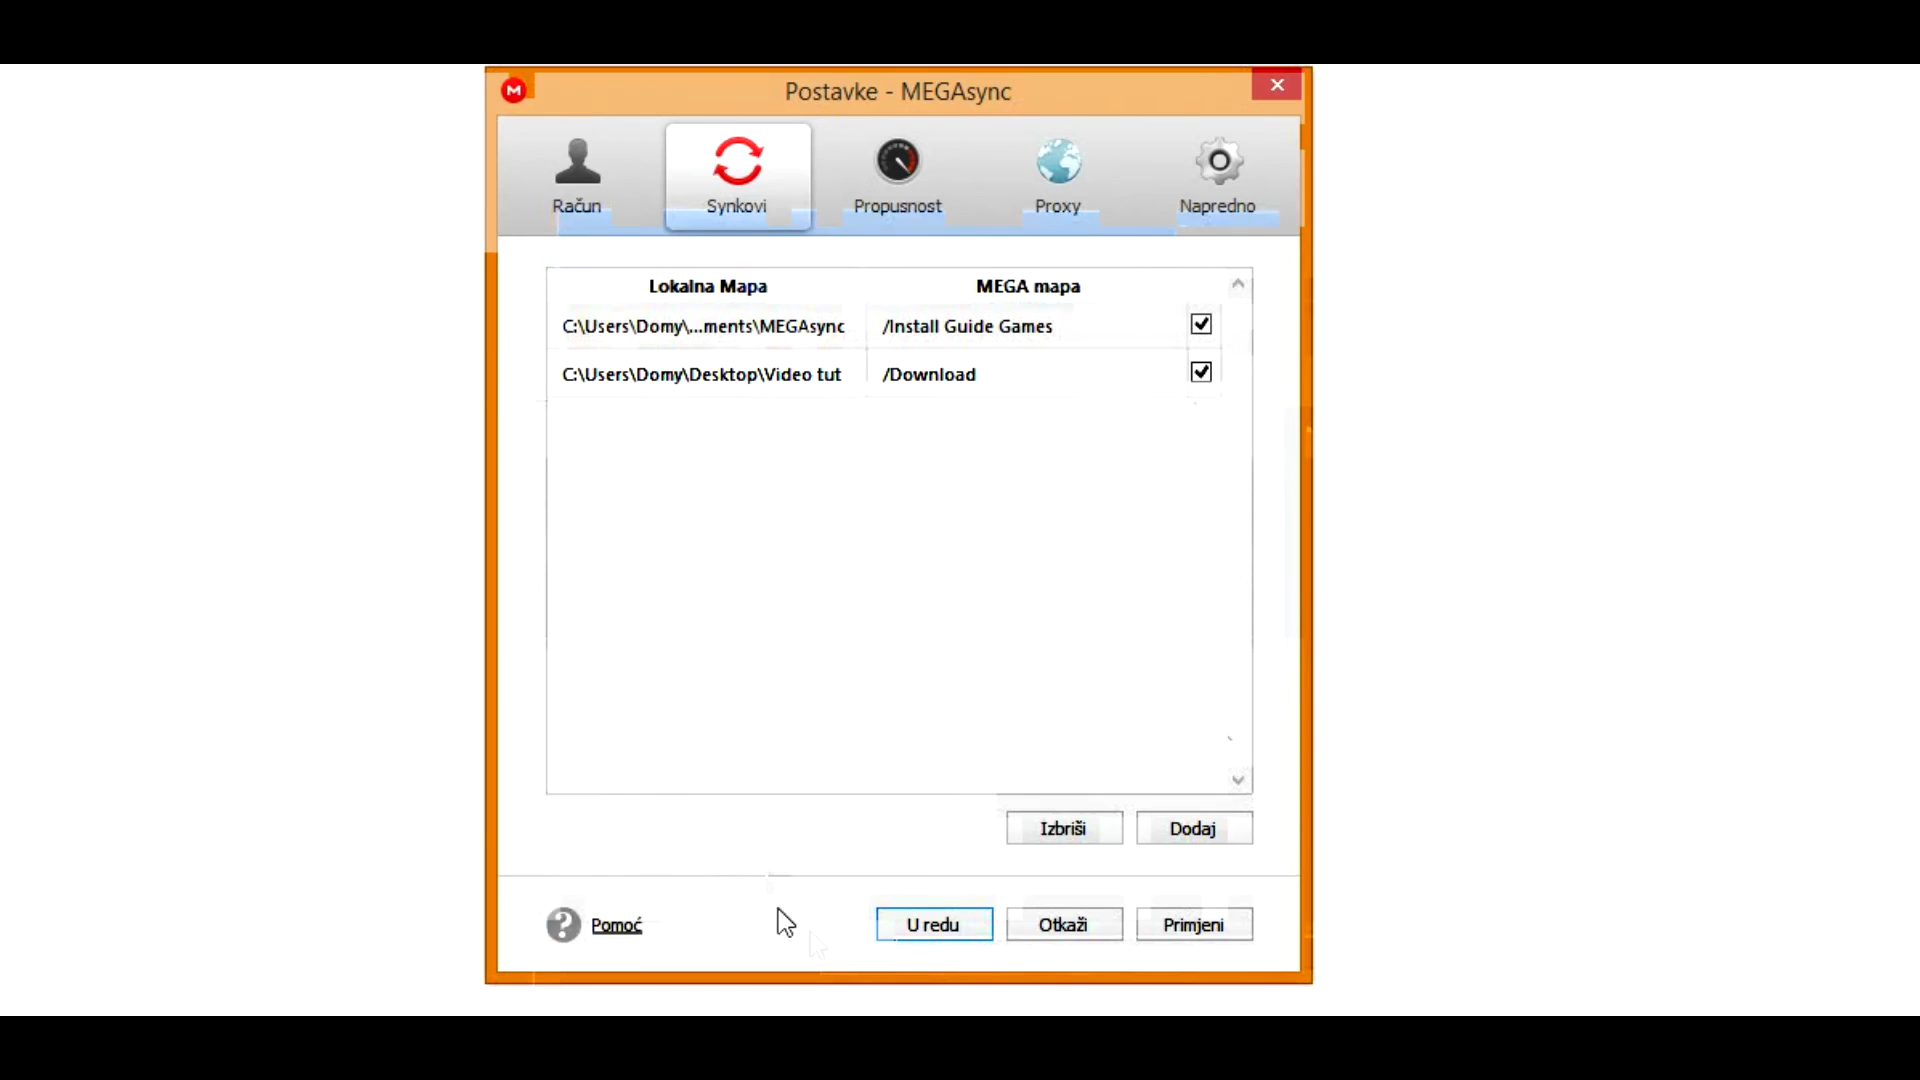 Postavke - MEGAsync
Račun
Synkovi
Propusnost
Proxy
Napredno
Lokalna Mapa
MEGA mapa
C:\Users\Domy\...ments\MEGAsync
/Install Guide Games
C:\Users\Domy\Desktop\Video tut
/Download
Izbriši
Dodaj
Pomoć
U redu
Otkaži
Primjeni